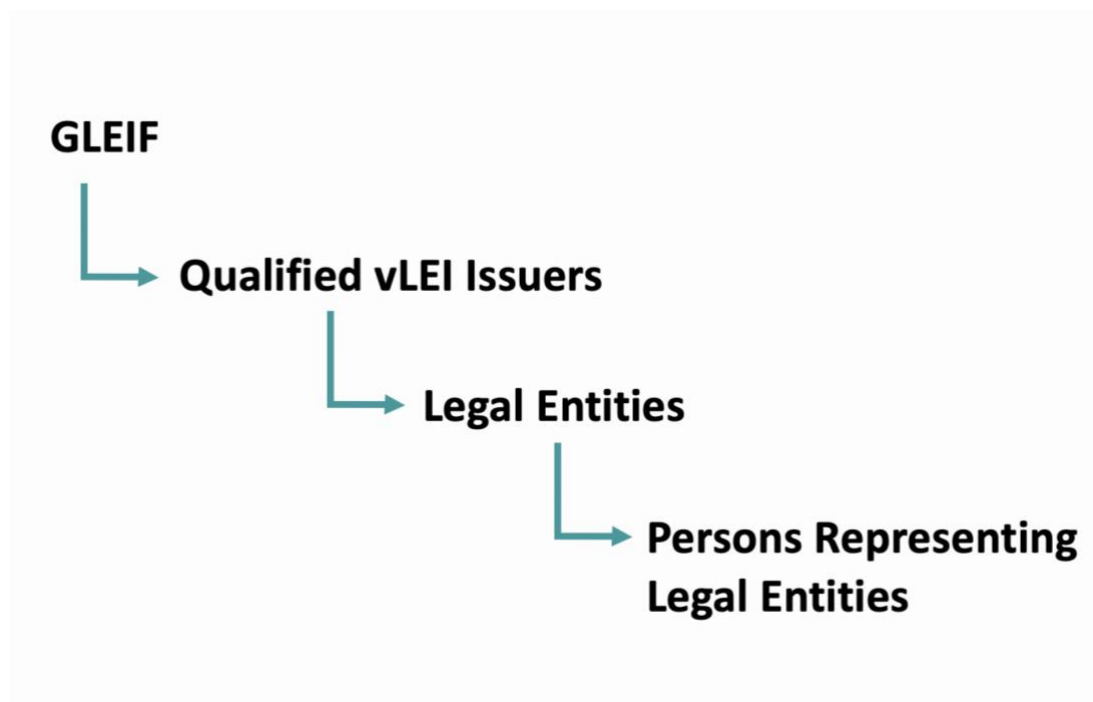 GLEIF
Qualified vLEI Issuers
Legal Entities
Persons Representing
Legal Entities